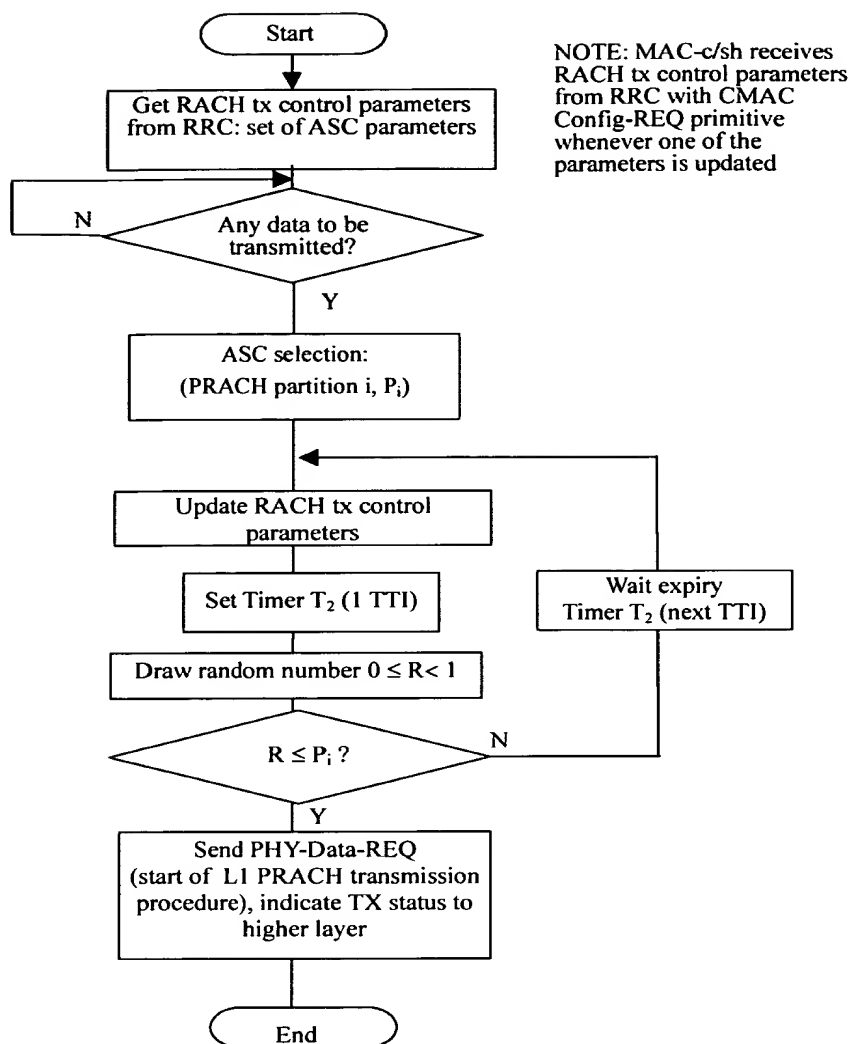 Start
NOTE: MAC-c/sh receives
RACH tx control parameters
from RRC with CMAC
Config-REQ primitive
whenever one of the
parameters is updated
Get RACH tx control parameters
from RRC: set of ASC parameters
N
Any data to be
transmitted?
Y
ASC selection:
(PRACH partition i, Pᵢ)
Update RACH tx control
parameters
Set Timer T₂ (1 TTI)
Wait expiry
Timer T₂ (next TTI)
Draw random number 0 ≤ R< 1
R ≤ Pᵢ ?
N
Y
Send PHY-Data-REQ
(start of L1 PRACH transmission
procedure), indicate TX status to
higher layer
End